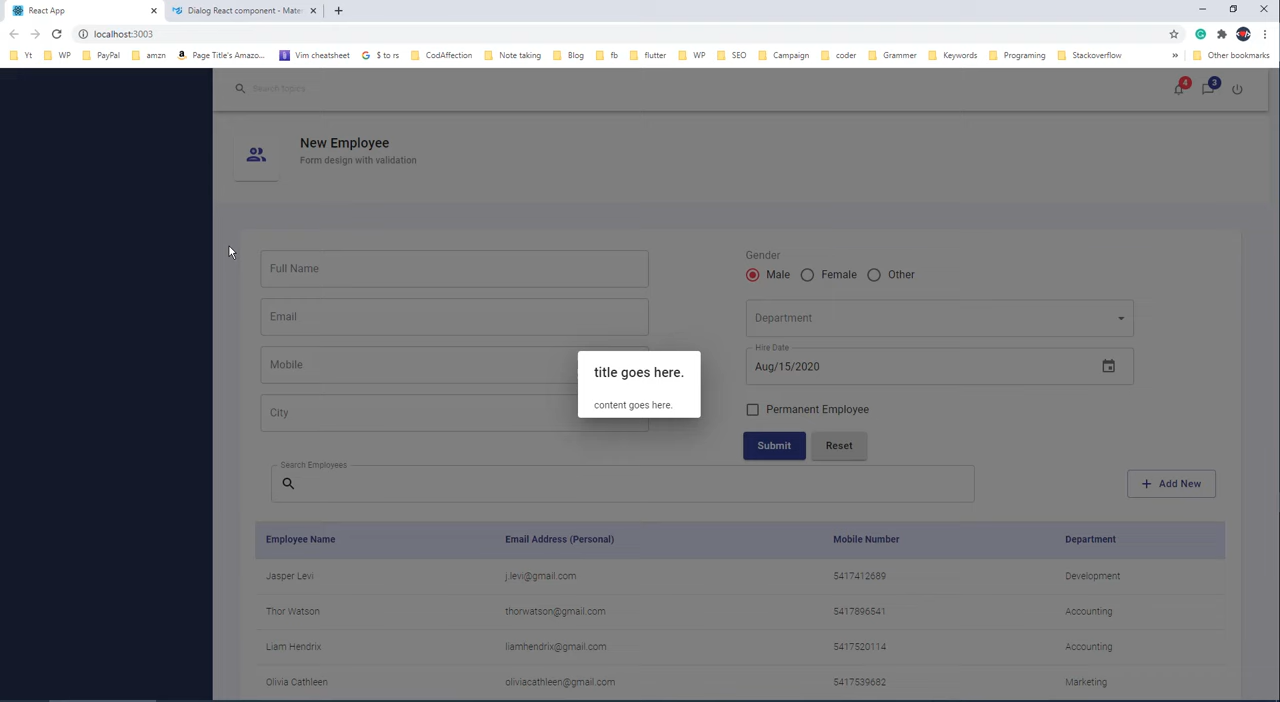 React App
Dialog React component - Mate
localhost:3003
Yt
WP
PayPal
amzn
Page Title's Amazo...
Vim cheatsheet
$ to rs
CodAffection
Note taking
Blog
fb
flutter
WP
SEO
Campaign
coder
Grammer
Keywords
Programing
Stackoverflow
»
Other bookmarks
Search topics
4
3
New Employee
Form design with validation
Full Name
Email
Mobile
City
Gender
Male
Female
Other
Department
Hire Date
Aug/15/2020
Permanent Employee
Submit
Reset
title goes here.
content goes here.
Search Employees
+ Add New
Employee Name Email Address (Personal) Mobile Number Department
Jasper Levi j.levi@gmail.com 5417412689 Development
Thor Watson thorwatson@gmail.com 5417896541 Accounting
Liam Hendrix liamhendrix@gmail.com 5417520114 Accounting
Olivia Cathleen oliviacathleen@gmail.com 5417539682 Marketing